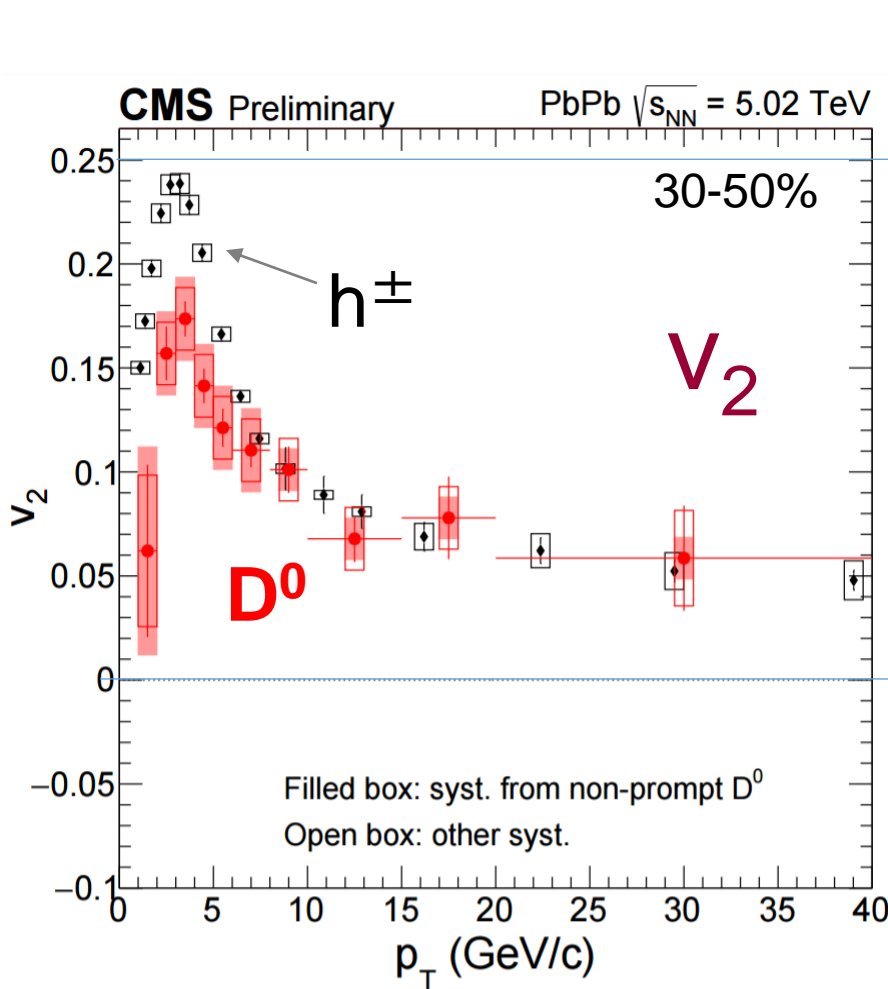 CMS Preliminary
PbPb √s_NN = 5.02 TeV
30-50%
h±
v₂
D⁰
Filled box: syst. from non-prompt D⁰
Open box: other syst.
v₂
0.25
0.2
0.15
0.1
0.05
0
−0.05
−0.1
0 5 10 15 20 25 30 35 40
p_T (GeV/c)